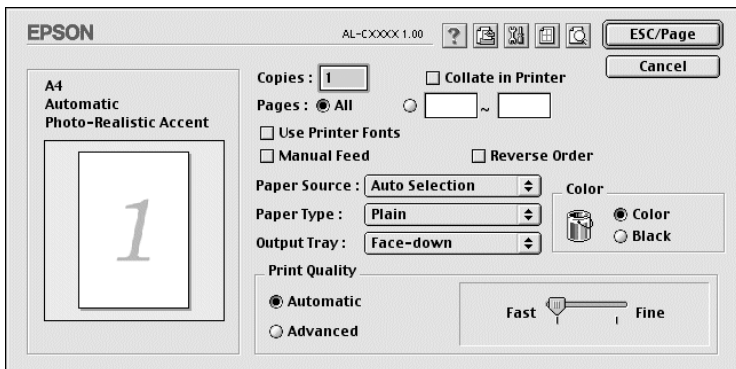 EPSON
AL-CXXXX 1.00
?
ESC/Page
Cancel
A4
Automatic
Photo-Realistic Accent
1
Copies : 1
Collate in Printer
Pages : All ~
Use Printer Fonts
Manual Feed
Reverse Order
Paper Source : Auto Selection
Paper Type : Plain
Output Tray : Face-down
Color
Color
Black
Print Quality
Automatic
Advanced
Fast Fine